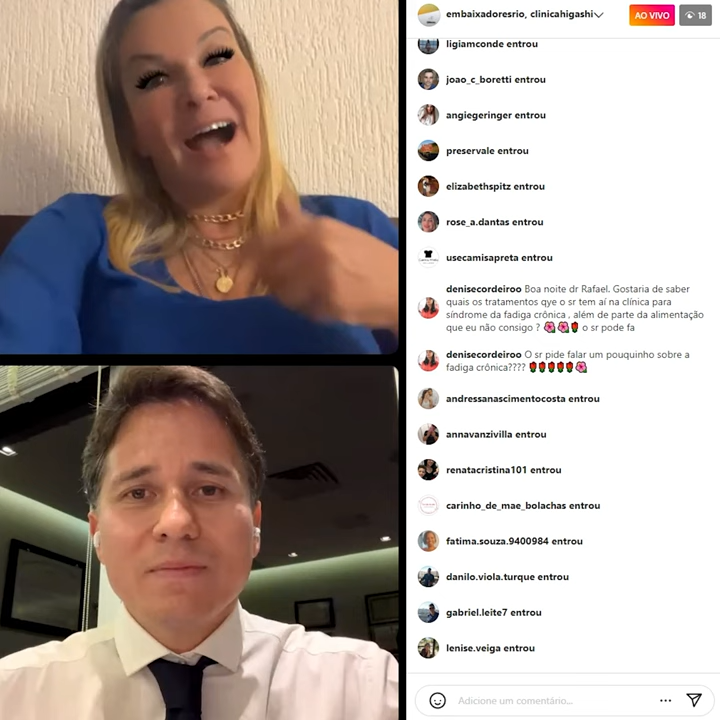 embaixadoresrio, clinicahigashi
AO VIVO
18
ligiamconde entrou
joao_c_boretti entrou
angiegeringer entrou
preservale entrou
elizabethspitz entrou
rose_a.dantas entrou
usecamisapreta entrou
denisecordeiroo Boa noite dr Rafael. Gostaria de saber
quais os tratamentos qye o sr tem aí na clínica para
síndrome da fadiga crônica , além de parte da alimentação
que eu não consigo ? 🌺🌺🌹 o sr pode fa
denisecordeiroo O sr pide falar um pouquinho sobre a
fadiga crônica???? 🌹🌹🌹🌹🌹🌺
andressanascimentocosta entrou
annavanzivilla entrou
renatacristina101 entrou
carinho_de_mae_bolachas entrou
fatima.souza.9400984 entrou
danilo.viola.turque entrou
gabriel.leite7 entrou
lenise.veiga entrou
Adicione um comentário...